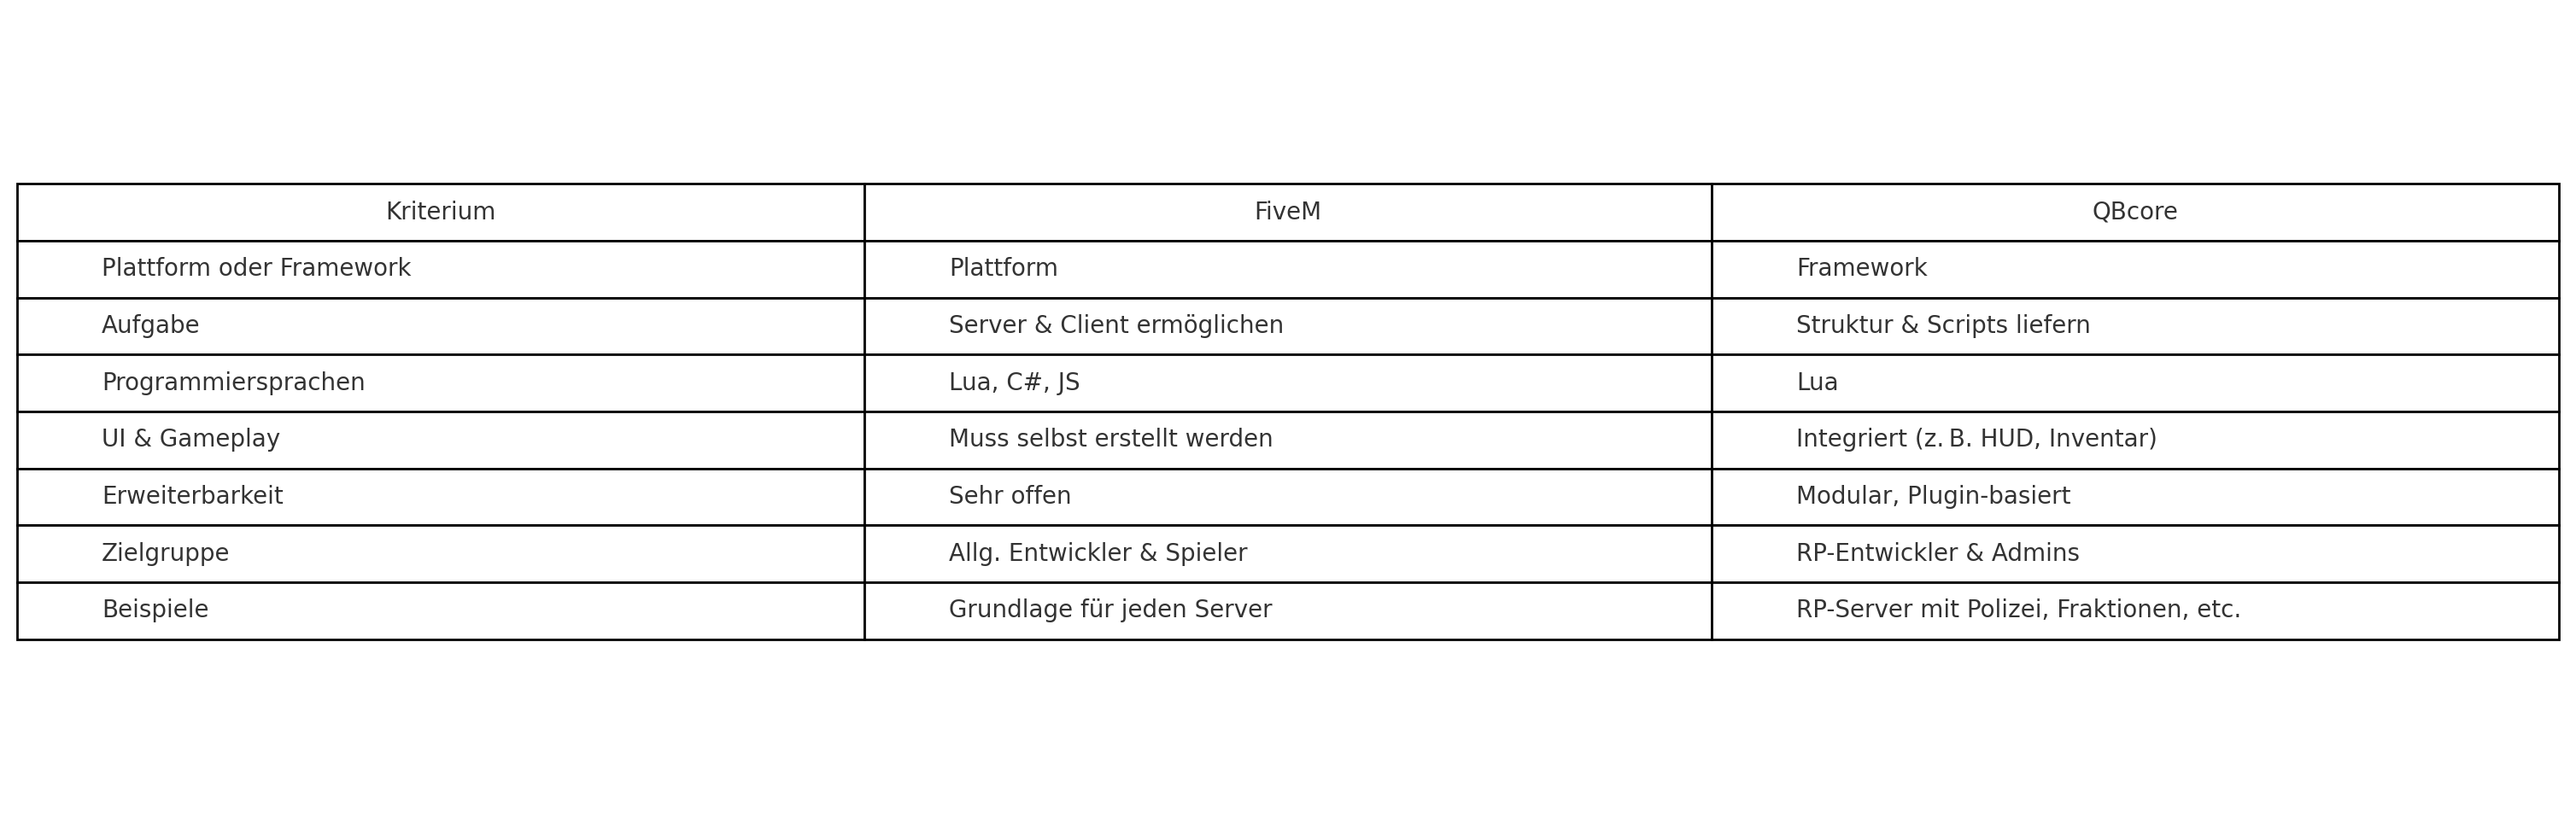 Kriterium FiveM QBcore
Plattform oder Framework Plattform Framework
Aufgabe Server & Client ermöglichen Struktur & Scripts liefern
Programmiersprachen Lua, C#, JS Lua
UI & Gameplay Muss selbst erstellt werden Integriert (z. B. HUD, Inventar)
Erweiterbarkeit Sehr offen Modular, Plugin-basiert
Zielgruppe Allg. Entwickler & Spieler RP-Entwickler & Admins
Beispiele Grundlage für jeden Server RP-Server mit Polizei, Fraktionen, etc.